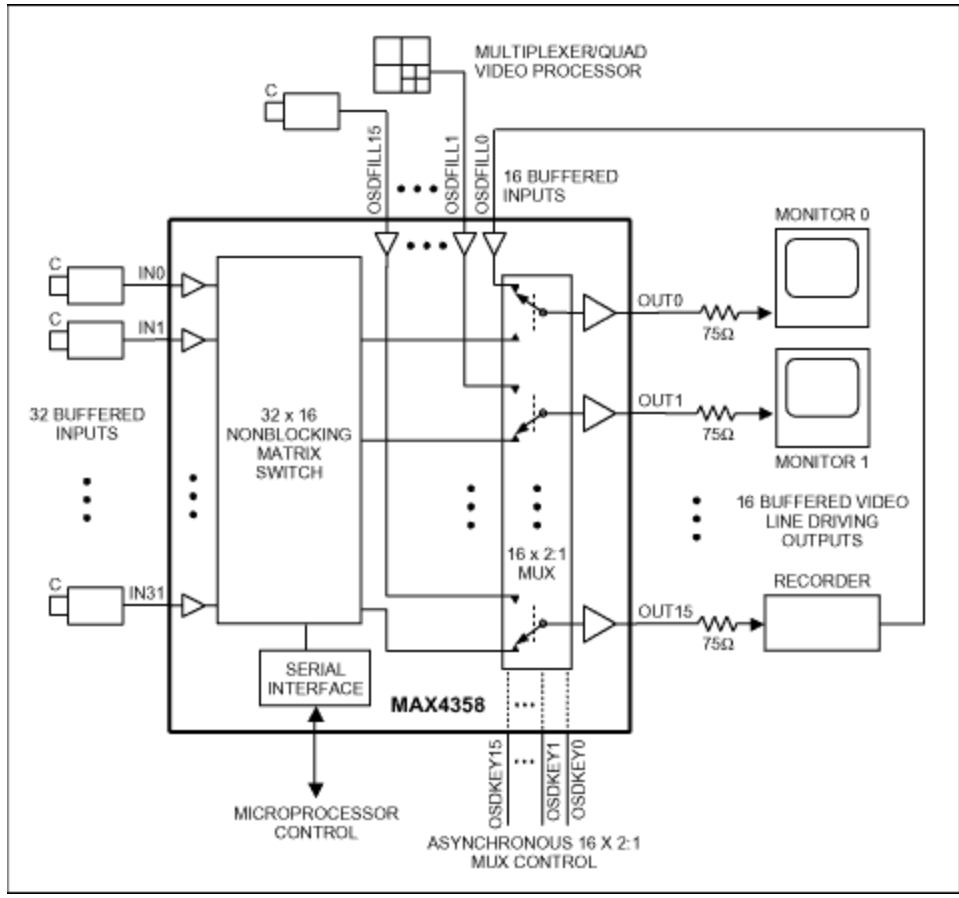 MULTIPLEXER/QUAD
VIDEO PROCESSOR
C
OSDFILL15
OSDFILL1
OSDFILL0
16 BUFFERED
INPUTS
MONITOR 0
C
IN0
OUT0
75Ω
C
IN1
OUT1
75Ω
MONITOR 1
32 BUFFERED
INPUTS
32 x 16
NONBLOCKING
MATRIX
SWITCH
16 BUFFERED VIDEO
LINE DRIVING
OUTPUTS
16 x 2:1
MUX
RECORDER
C
IN31
OUT15
75Ω
SERIAL
INTERFACE
MAX4358
OSDKEY15
OSDKEY1
OSDKEY0
MICROPROCESSOR
CONTROL
ASYNCHRONOUS 16 X 2:1
MUX CONTROL